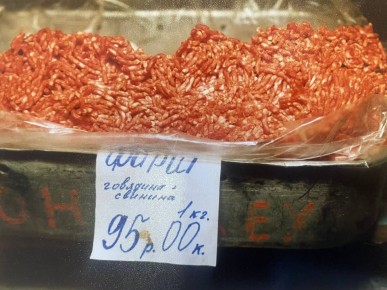 фарш
говядина +
свинина
1 кг.
95 р. 00 к.